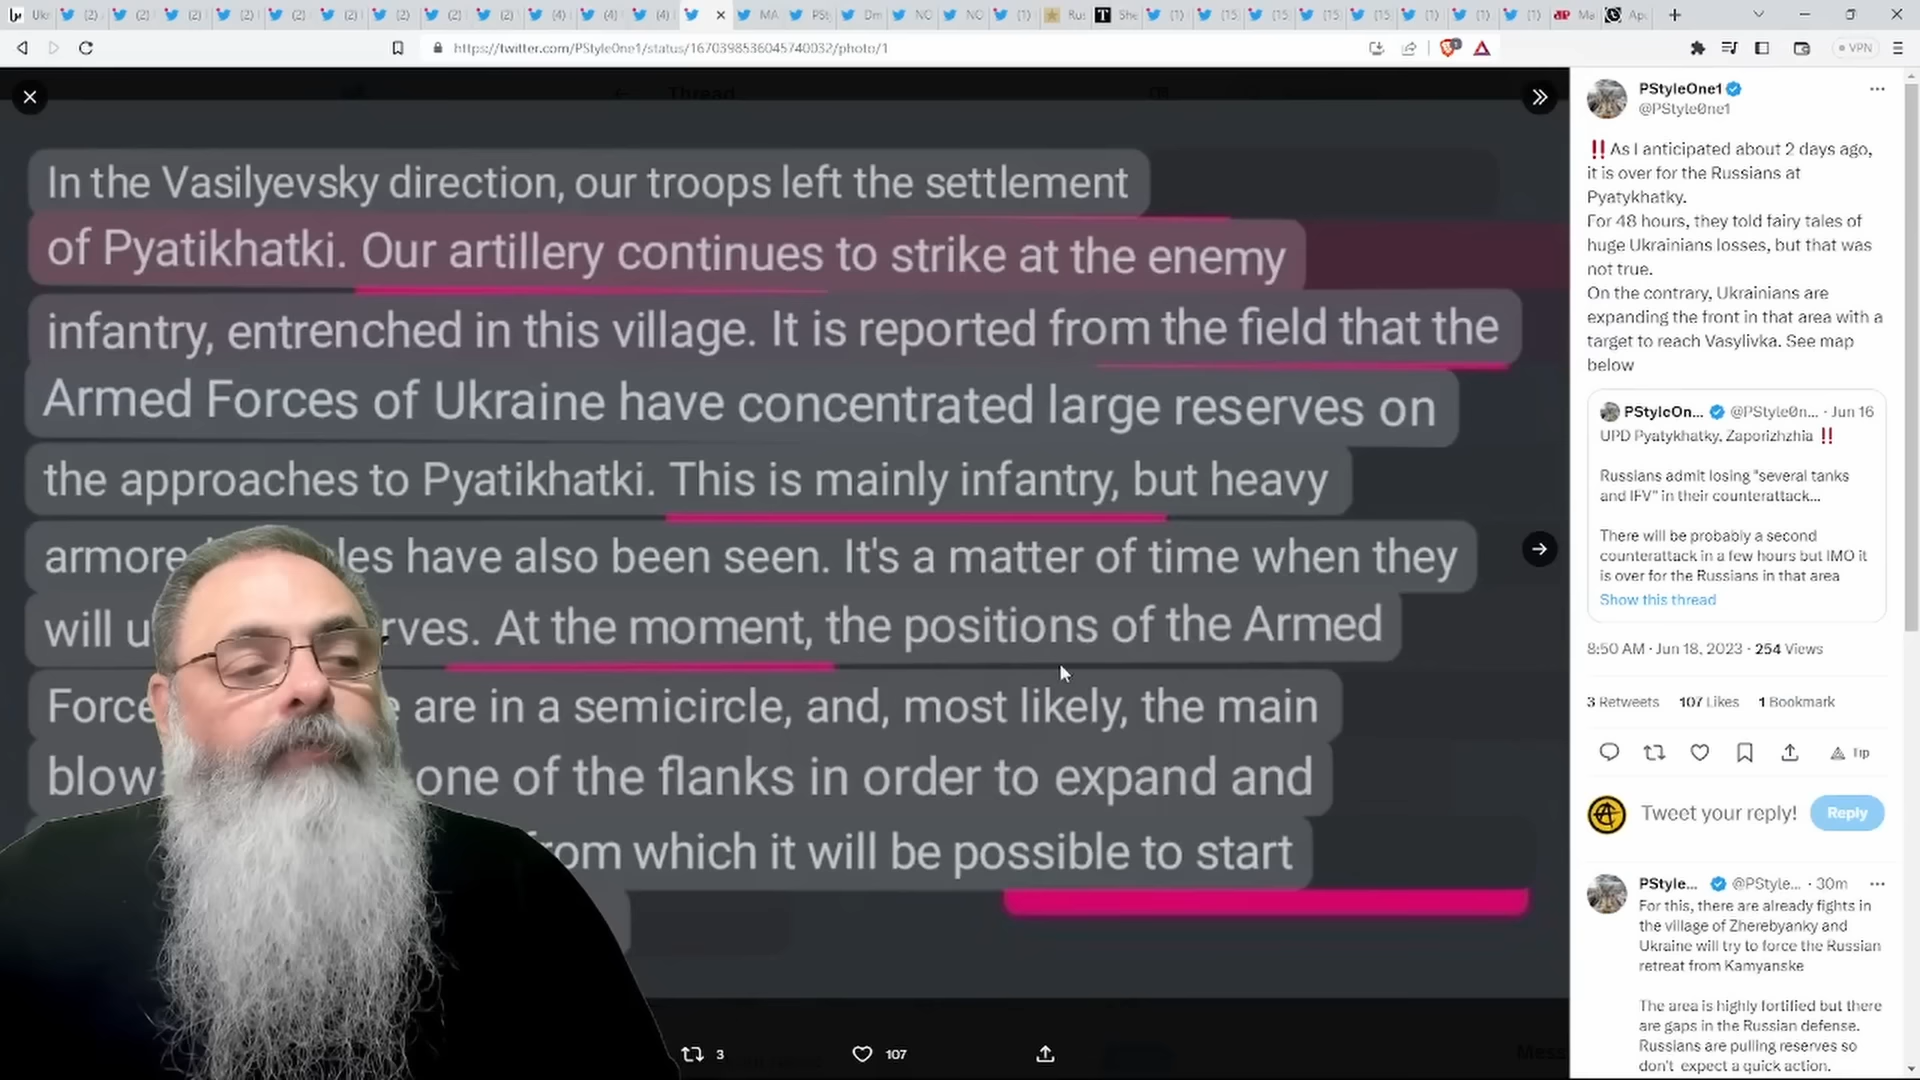 https://twitter.com/PStyle0ne1/status/1670398536045740032/photo/1
VPN
Thread
In the Vasilyevsky direction, our troops left the settlement
of Pyatikhatki. Our artillery continues to strike at the enemy
infantry, entrenched in this village. It is reported from the field that the
Armed Forces of Ukraine have concentrated large reserves on
the approaches to Pyatikhatki. This is mainly infantry, but heavy
have also been seen. It's a matter of time when they
will
At the moment, the positions of the Armed
are in a semicircle, and, most likely, the main
one of the flanks in order to expand and
from which it will be possible to start
3
107
PStyleOne1
@PStyle0ne1
‼As I anticipated about 2 days ago,
it is over for the Russians at
Pyatykhatky.
For 48 hours, they told fairy tales of
huge Ukrainians losses, but that was
not true.
On the contrary, Ukrainians are
expanding the front in that area with a
target to reach Vasylivka. See map
below
PStyleOn... @PStyle0n... · Jun 16
UPD Pyatykhatky, Zaporizhzhia ‼
Russians admit losing "several tanks
and IFV" in their counterattack...
There will be probably a second
counterattack in a few hours but IMO it
is over for the Russians in that area
Show this thread
8:50 AM · Jun 18, 2023 · 254 Views
3 Retweets 107 Likes 1 Bookmark
Tip
Tweet your reply!
Reply
PStyle... @PStyle... · 30m
For this, there are already fights in
the village of Zherebyanky and
Ukraine will try to force the Russian
retreat from Kamyanske
The area is highly fortified but there
are gaps in the Russian defense.
Russians are pulling reserves so
don't expect a quick action.